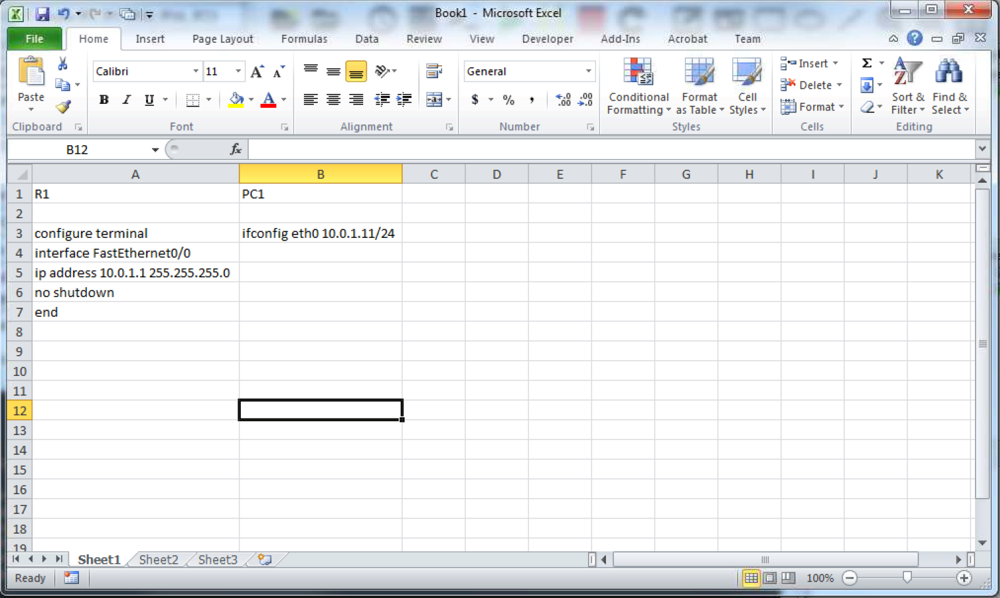 Book1 - Microsoft Excel
File Home Insert Page Layout Formulas Data Review View Developer Add-Ins Acrobat Team
Calibri 11 General Insert
Delete
Paste Conditional Formatting Format as Table Cell Styles Format Sort & Filter Find & Select
Clipboard Font Alignment Number Styles Cells Editing
B12 fx
A B C D E F G H I J K
1 R1 PC1
2
3 configure terminal ifconfig eth0 10.0.1.11/24
4 interface FastEthernet0/0
5 ip address 10.0.1.1 255.255.255.0
6 no shutdown
7 end
8
9
10
11
12
13
14
15
16
17
18
19
Sheet1 Sheet2 Sheet3
Ready 100%